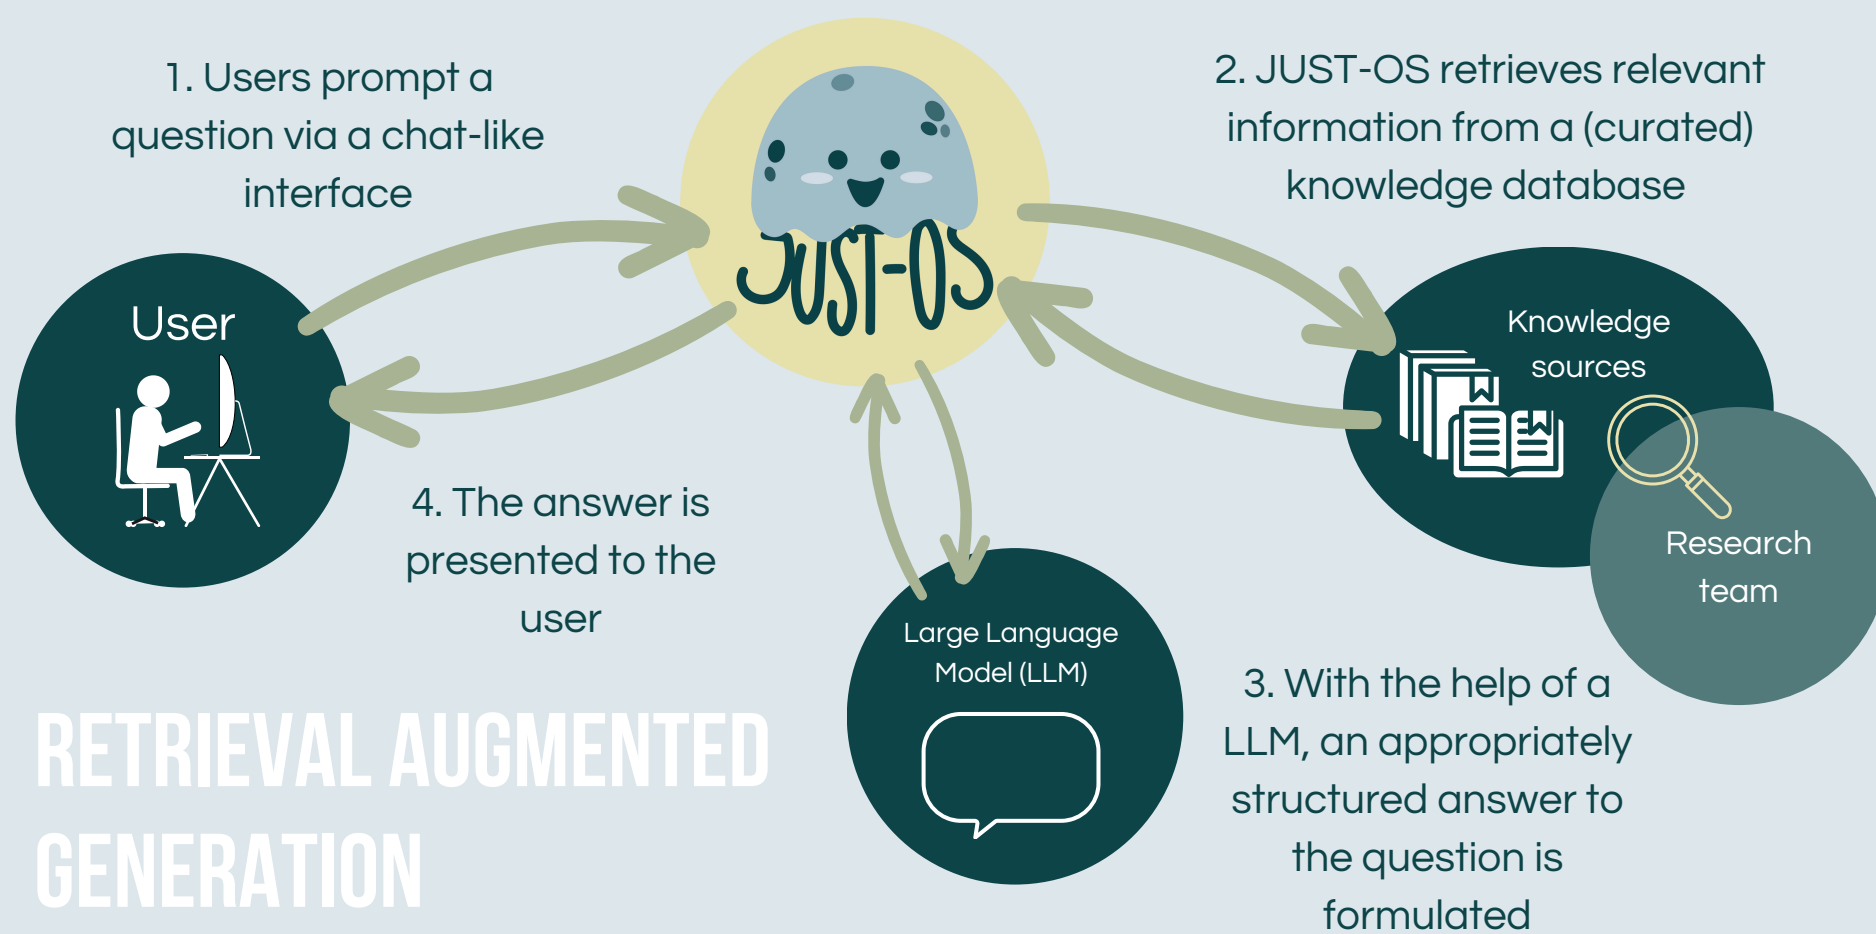 1. Users prompt a
question via a chat-like
interface
JUST-OS
2. JUST-OS retrieves relevant
information from a (curated)
knowledge database
User
Knowledge
sources
Research
team
4. The answer is
presented to the
user
Large Language
Model (LLM)
3. With the help of a
LLM, an appropriately
structured answer to
the question is
formulated
RETRIEVAL AUGMENTED
GENERATION